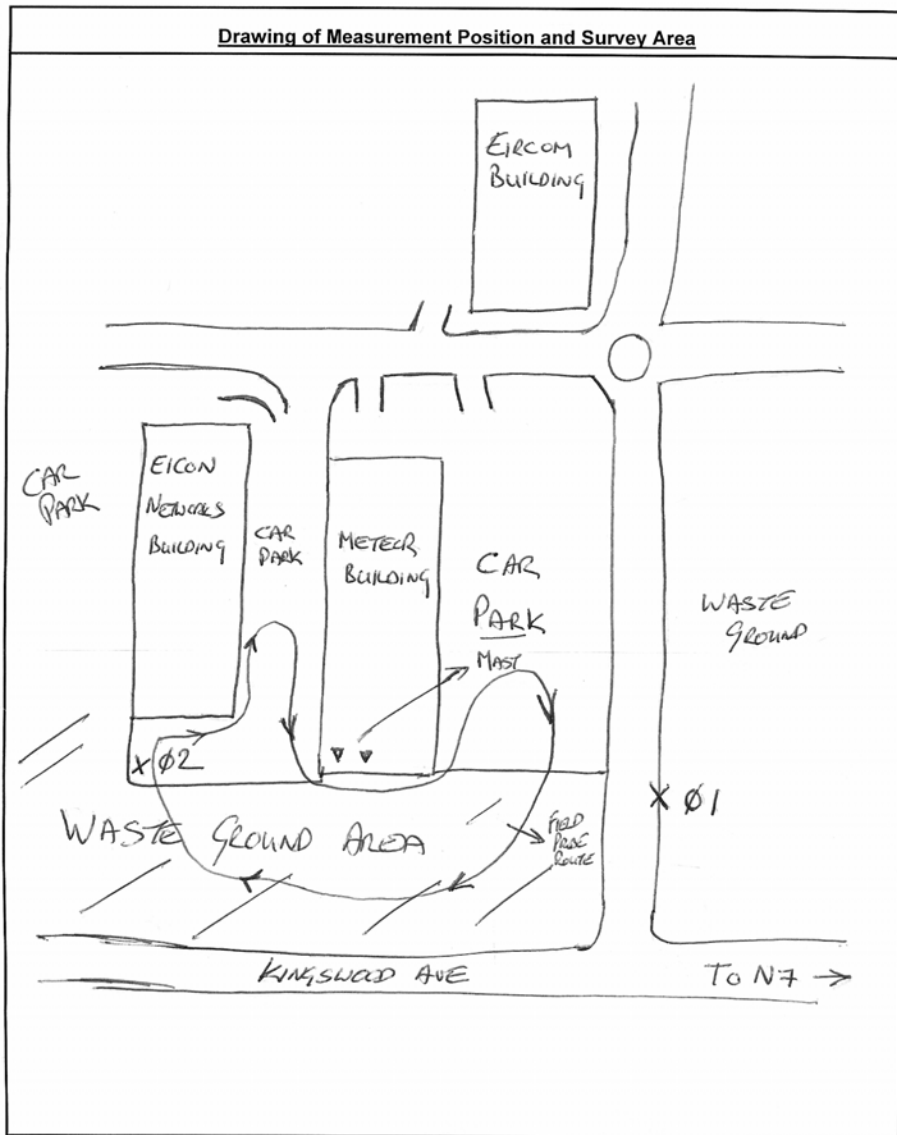 Drawing of Measurement Position and Survey Area
EIRCOM
BUILDING
CAR
PARK
EICON
NETWORKS
BUILDING
CAR
PARK
METEOR
BUILDING
CAR
PARK
MAST
WASTE
GROUND
X Ø2
X Ø1
WASTE GROUND AREA
FIELD
PROBE
ROUTE
KINGSWOOD AVE
TO N7 →